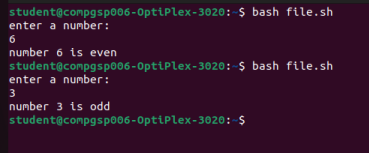 student@compgsp006-OptiPlex-3020:~$ bash file.sh
enter a number:
6
number 6 is even
student@compgsp006-OptiPlex-3020:~$ bash file.sh
enter a number:
3
number 3 is odd
student@compgsp006-OptiPlex-3020:~$